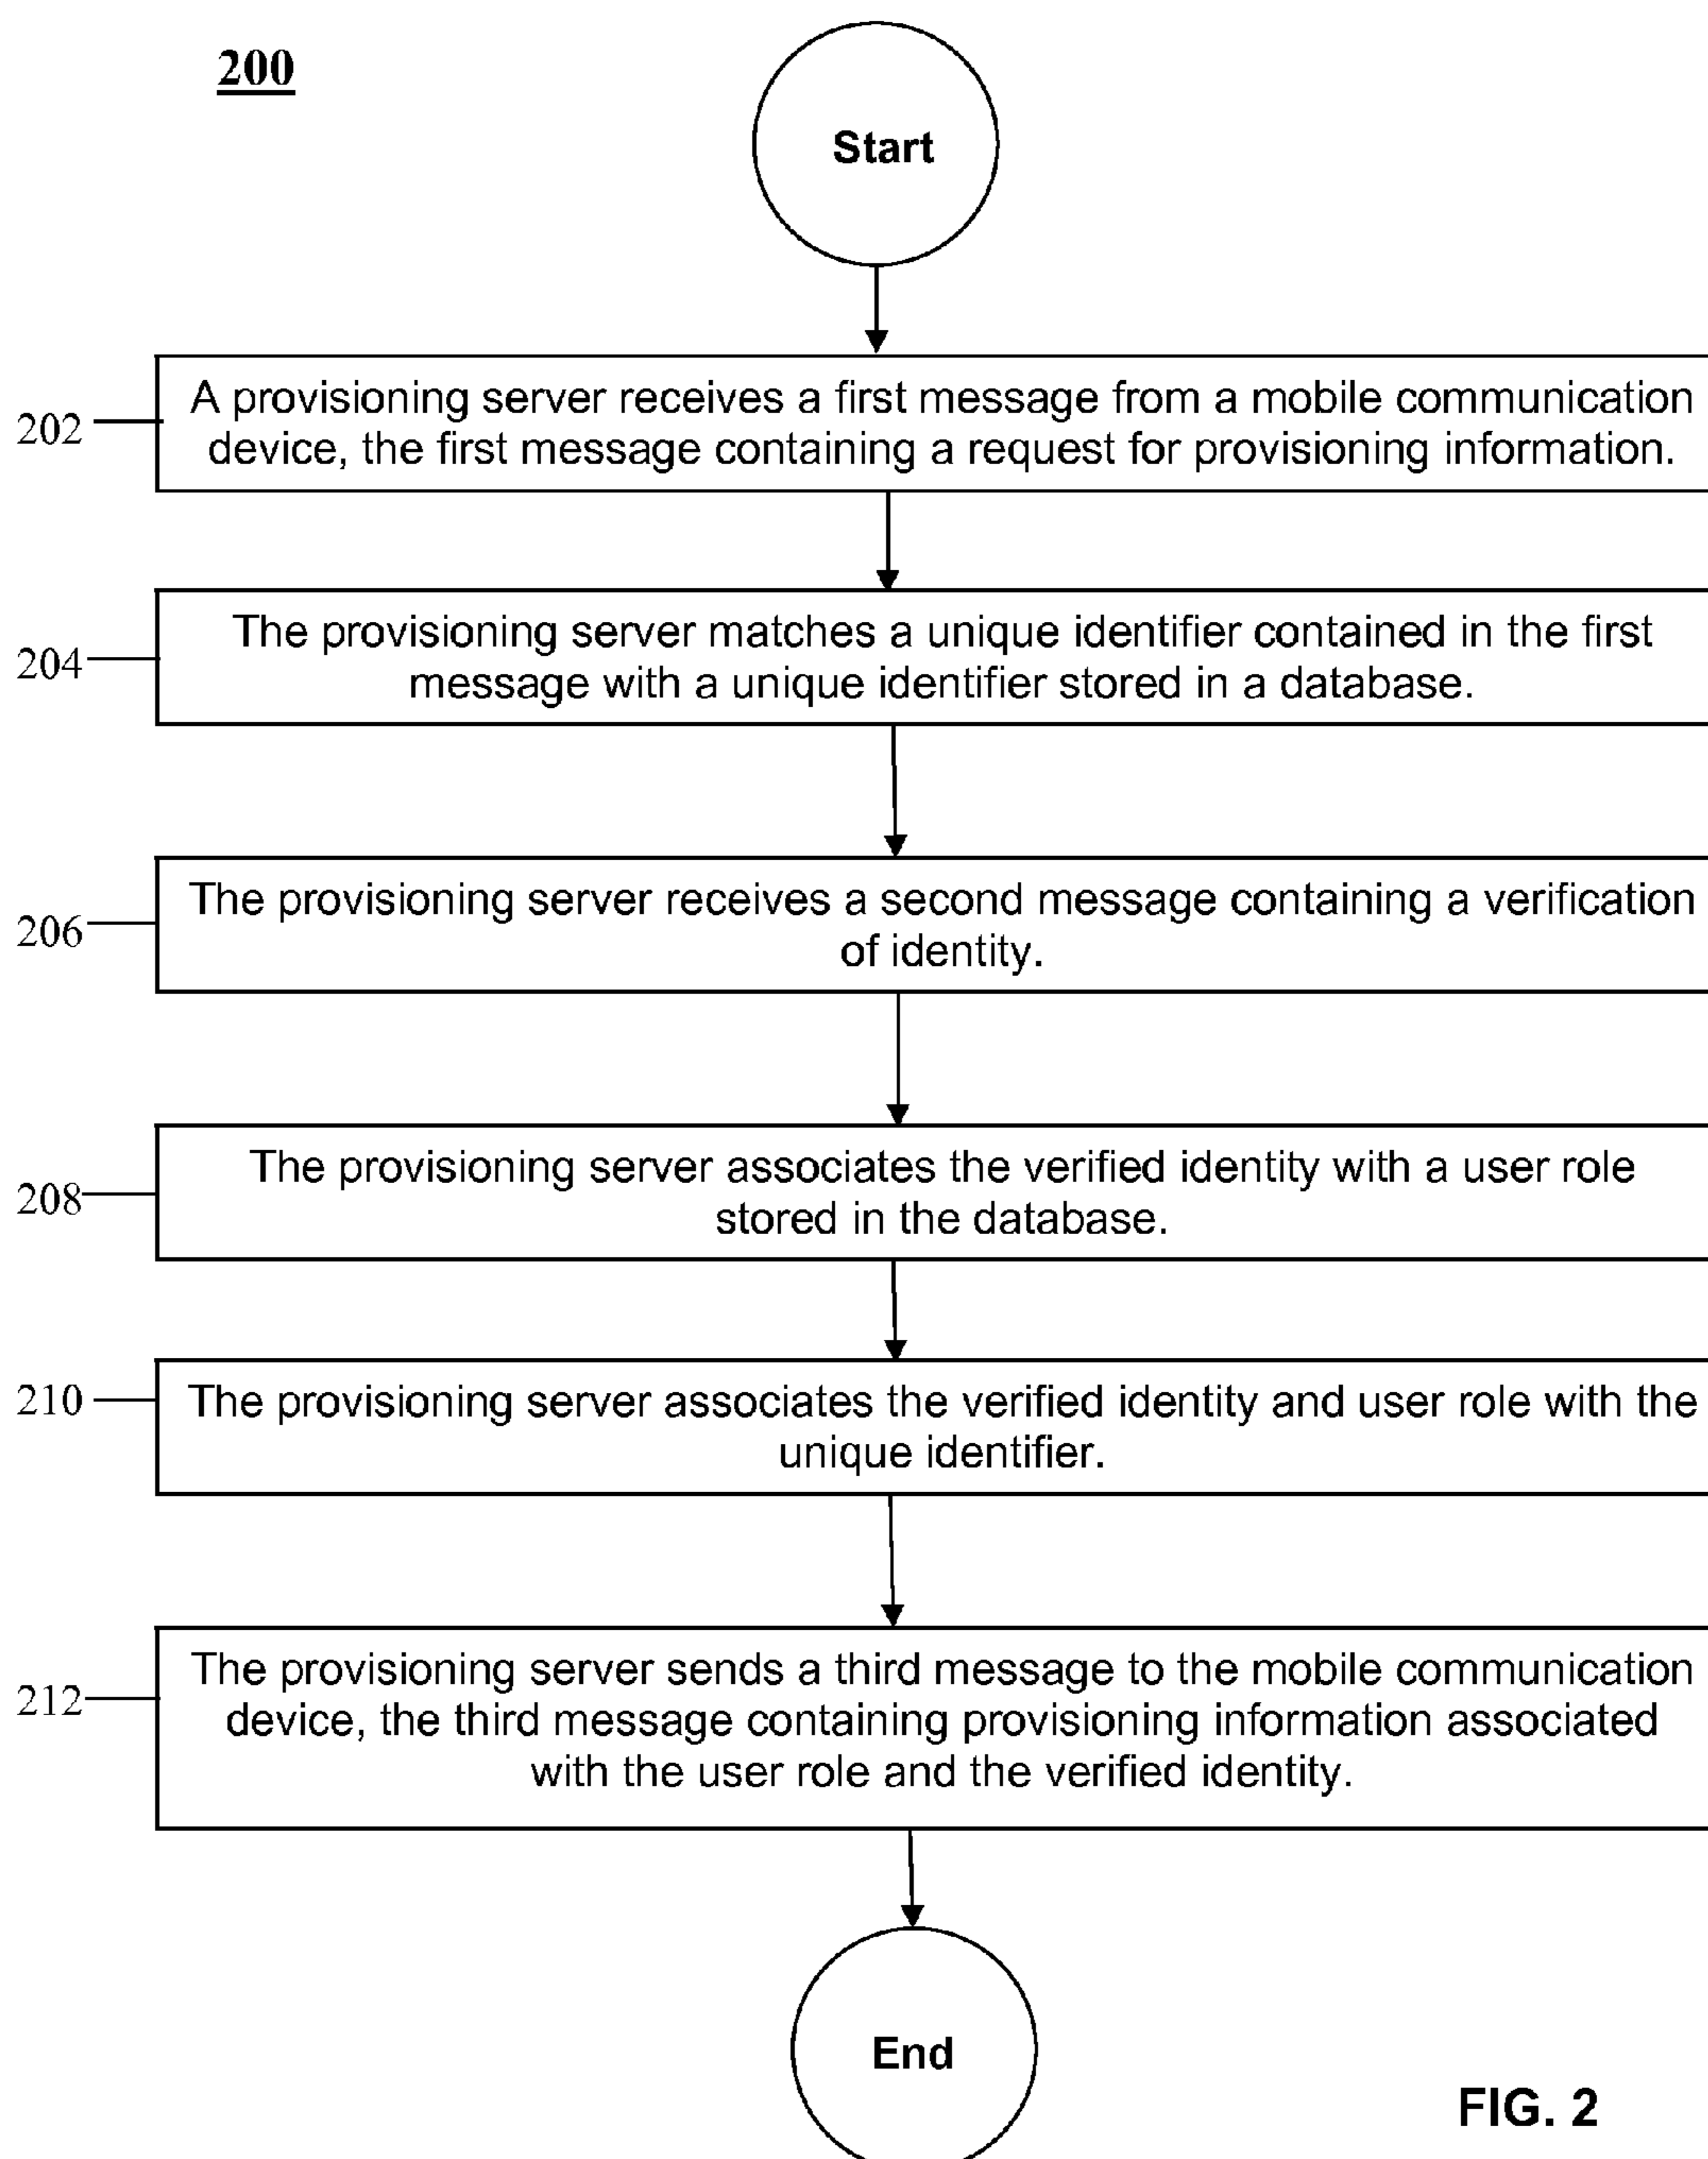 200
Start
202
A provisioning server receives a first message from a mobile communication
device, the first message containing a request for provisioning information.
204
The provisioning server matches a unique identifier contained in the first
message with a unique identifier stored in a database.
206
The provisioning server receives a second message containing a verification
of identity.
208
The provisioning server associates the verified identity with a user role
stored in the database.
210
The provisioning server associates the verified identity and user role with the
unique identifier.
212
The provisioning server sends a third message to the mobile communication
device, the third message containing provisioning information associated
with the user role and the verified identity.
End
FIG. 2